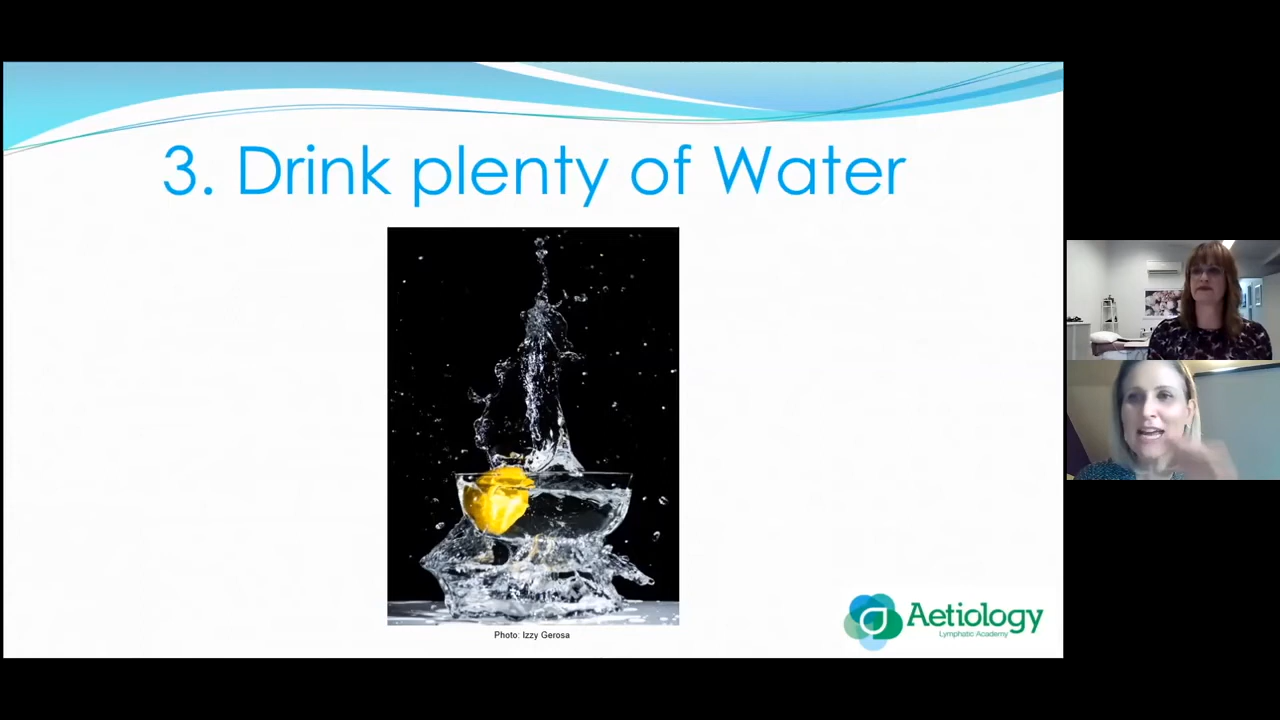 3. Drink plenty of Water
Photo: Izzy Gerosa
Aetiology
Lymphatic Academy